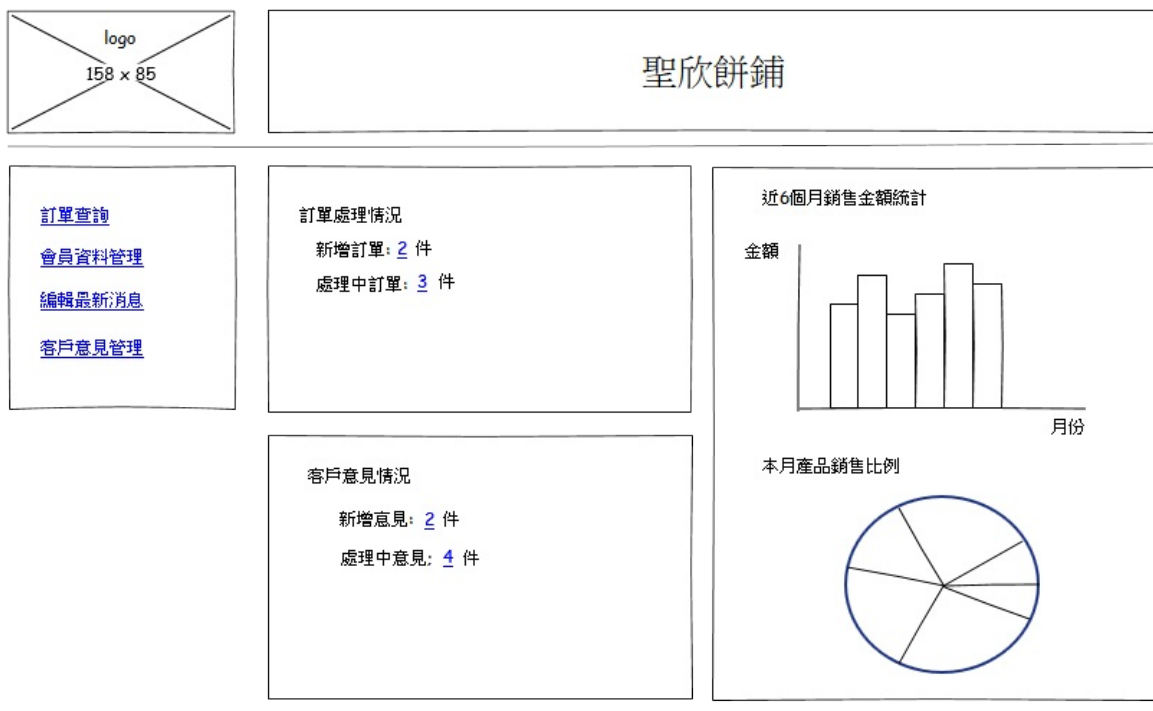 logo
158 x 85
聖欣餅鋪
訂單查詢
會員資料管理
編輯最新消息
客戶意見管理
訂單處理情況
新增訂單: 2 件
處理中訂單: 3 件
客戶意見情況
新增意見: 2 件
處理中意見; 4 件
近6個月銷售金額統計
金額
月份
本月產品銷售比例